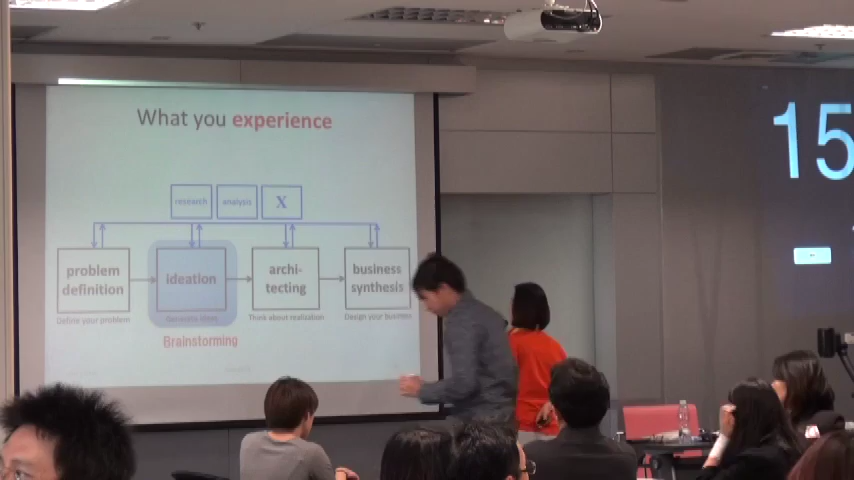 What you experience
research analysis X
problem definition
ideation
archi-
tecting
business synthesis
Define your problem
Think about realization
Design your business
Brainstorming
15